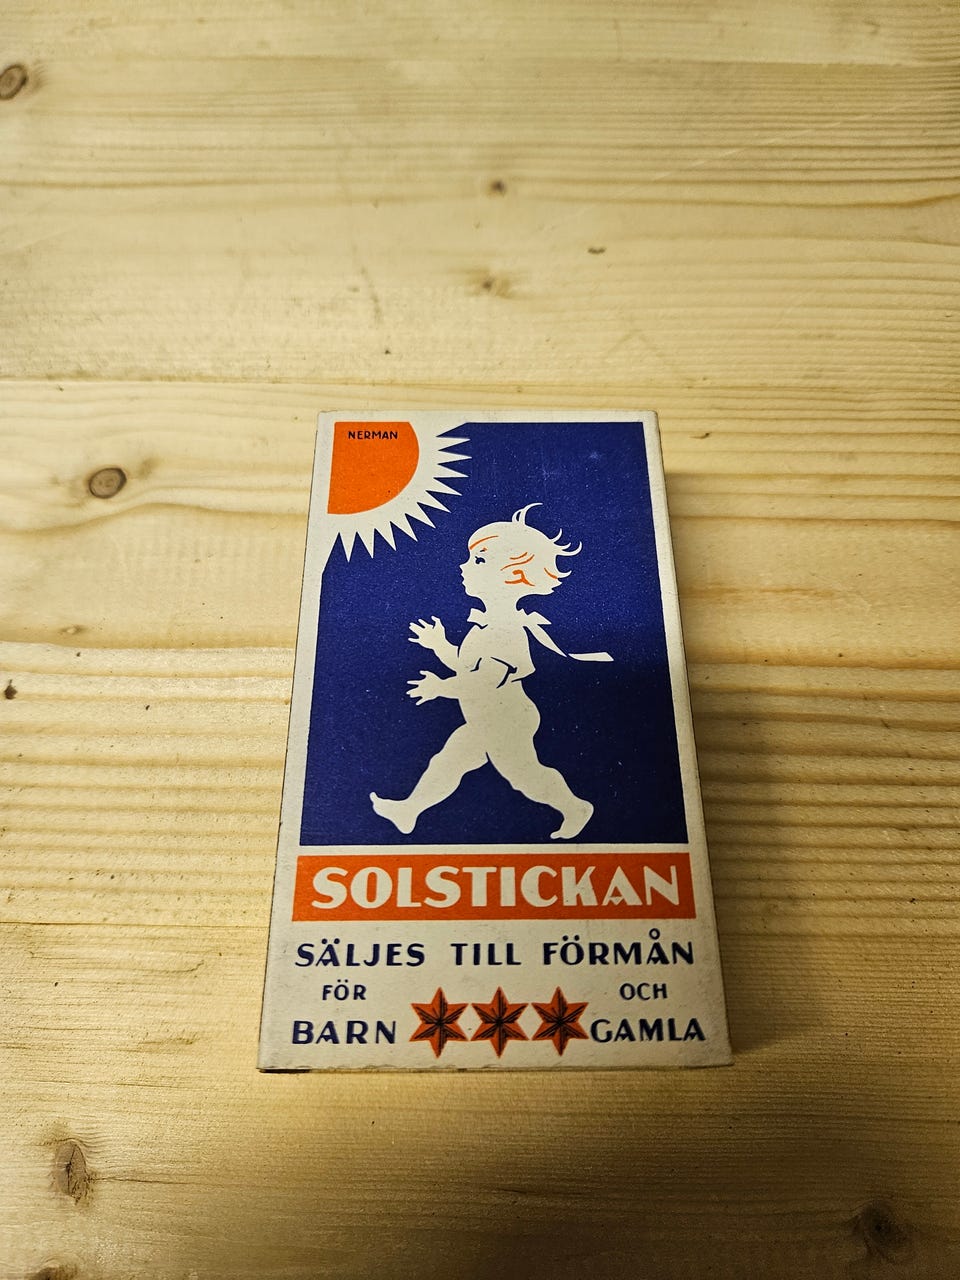 NERMAN
SOLSTICKAN
SÄLJES TILL FÖRMÅN
FÖR OCH
BARN GAMLA